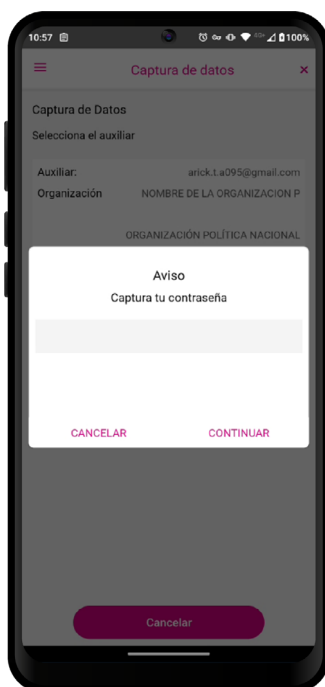 10:57
100%
Captura de datos
×
Captura de Datos
Selecciona el auxiliar
Auxiliar: arick.t.a095@gmail.com
Organización NOMBRE DE LA ORGANIZACION P
ORGANIZACIÓN POLÍTICA NACIONAL
Aviso
Captura tu contraseña
CANCELAR CONTINUAR
Cancelar